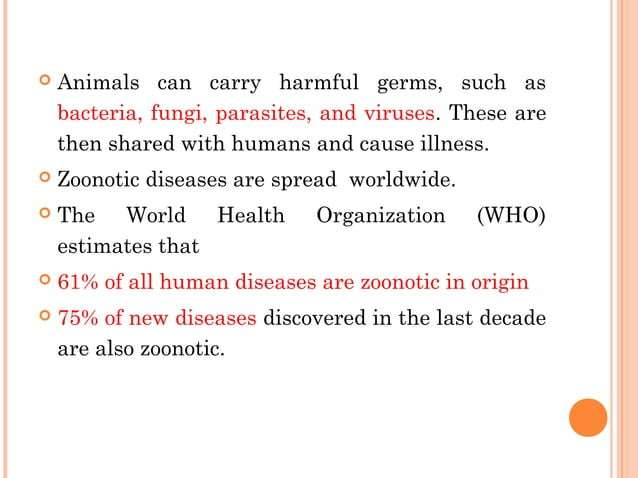 Animals can carry harmful germs, such as
bacteria, fungi, parasites, and viruses. These are
then shared with humans and cause illness.
Zoonotic diseases are spread worldwide.
The World Health Organization (WHO)
estimates that
61% of all human diseases are zoonotic in origin
75% of new diseases discovered in the last decade
are also zoonotic.